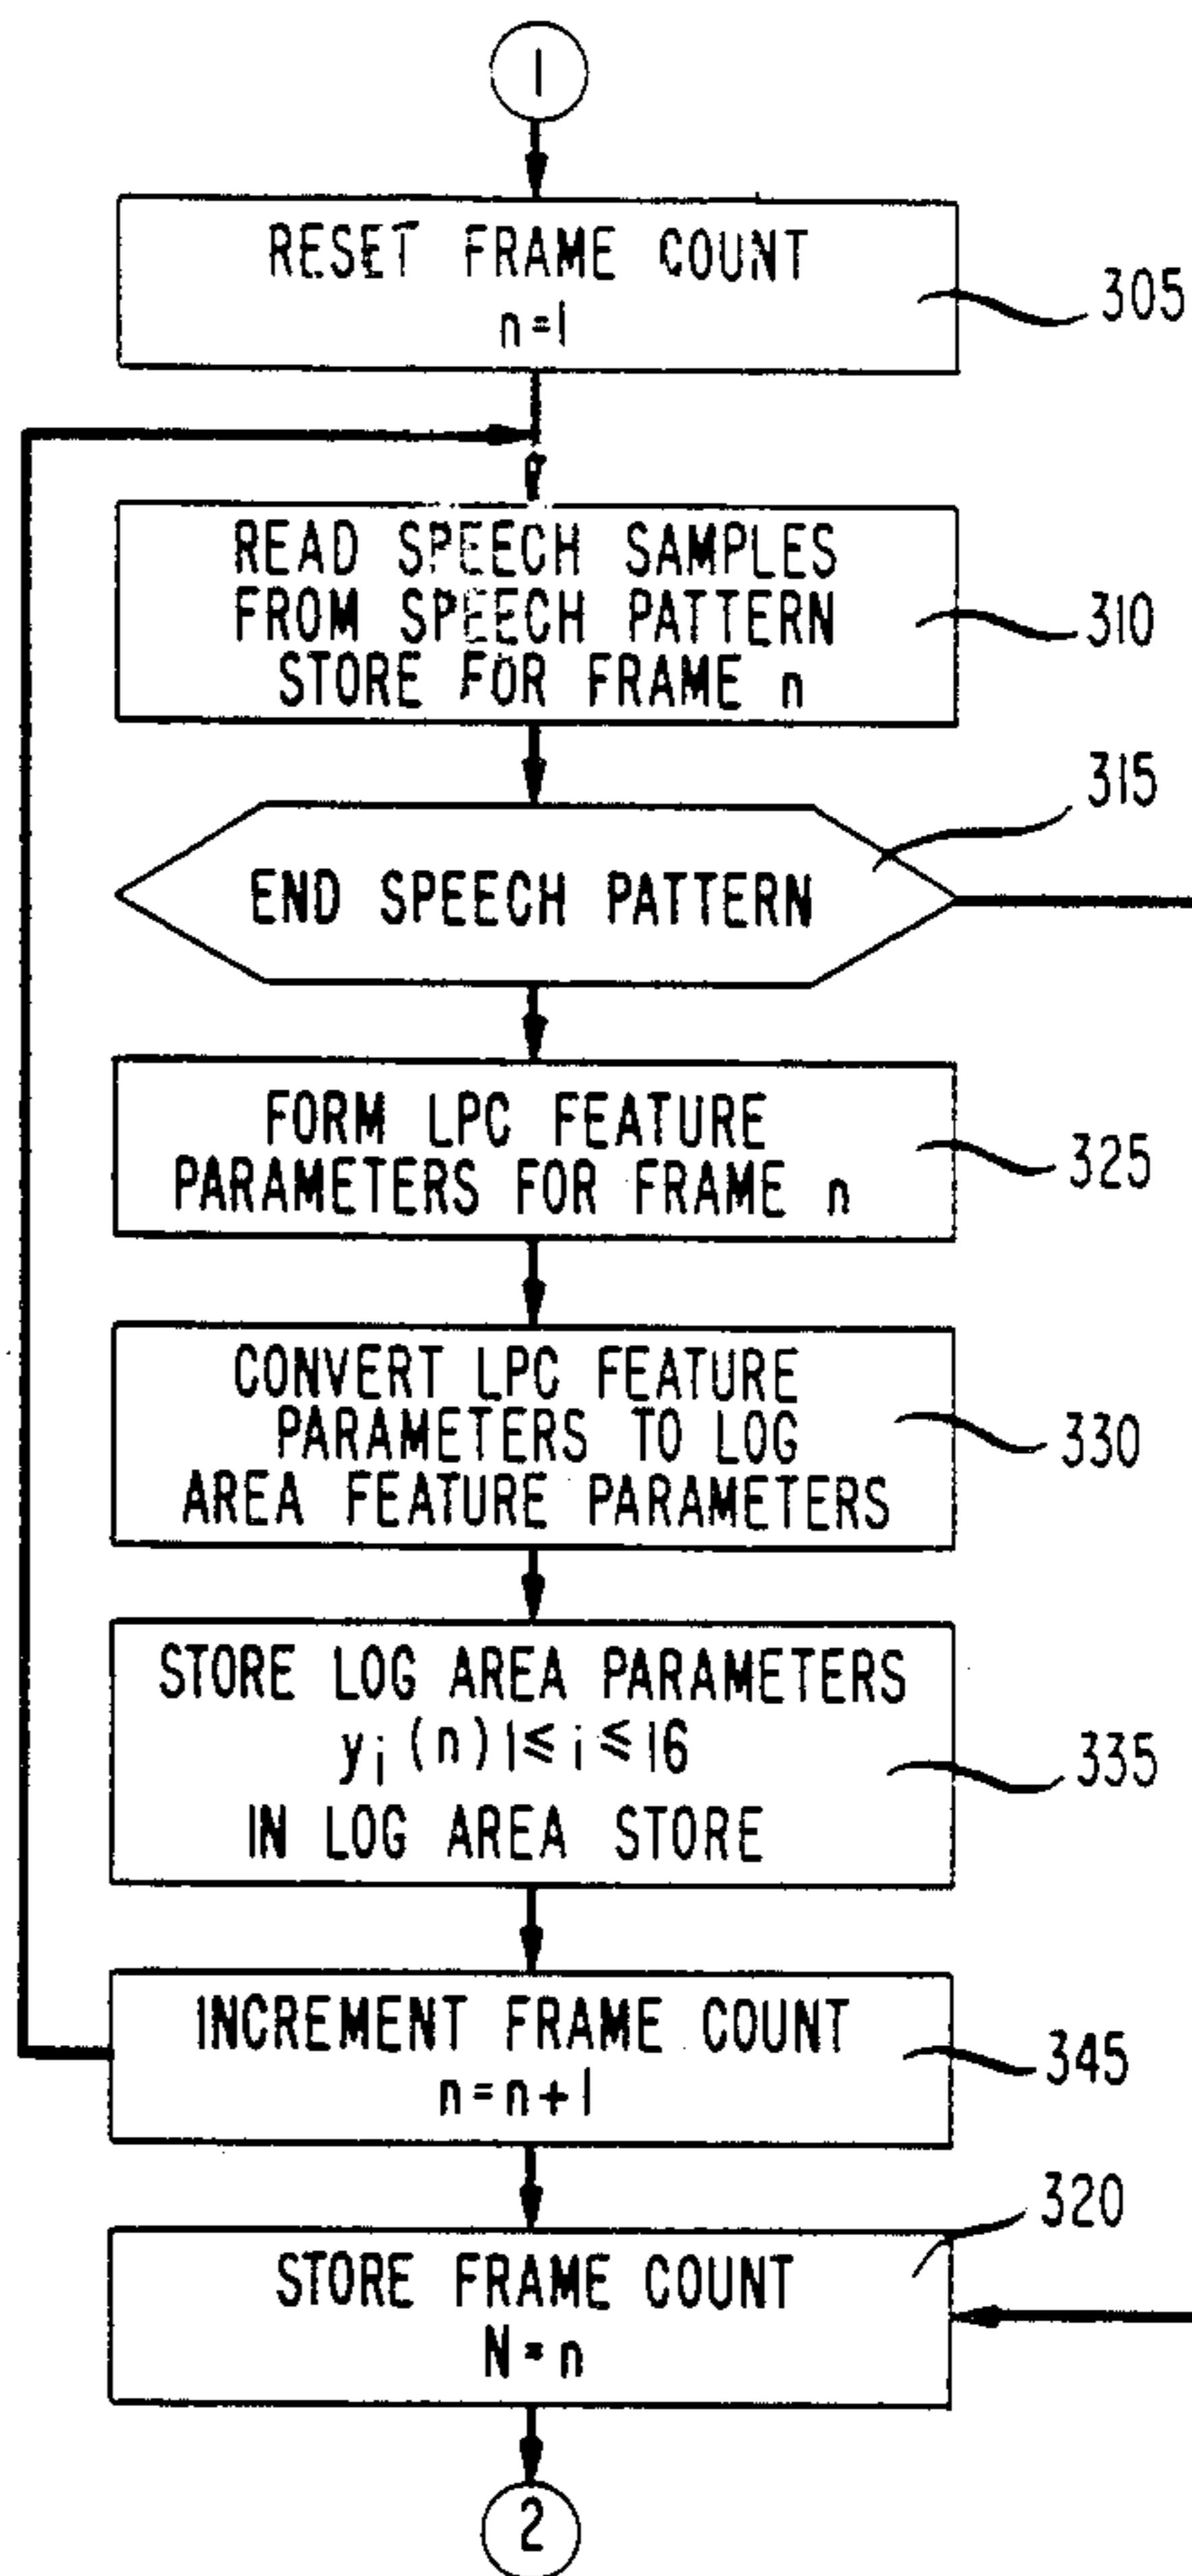 1
RESET FRAME COUNT
n=1
305
READ SPEECH SAMPLES
FROM SPEECH PATTERN
STORE FOR FRAME n
310
315
END SPEECH PATTERN
FORM LPC FEATURE
PARAMETERS FOR FRAME n
325
CONVERT LPC FEATURE
PARAMETERS TO LOG
AREA FEATURE PARAMETERS
330
STORE LOG AREA PARAMETERS
yᵢ(n) 1≤i≤16
IN LOG AREA STORE
335
INCREMENT FRAME COUNT
n=n+1
345
320
STORE FRAME COUNT
N=n
2